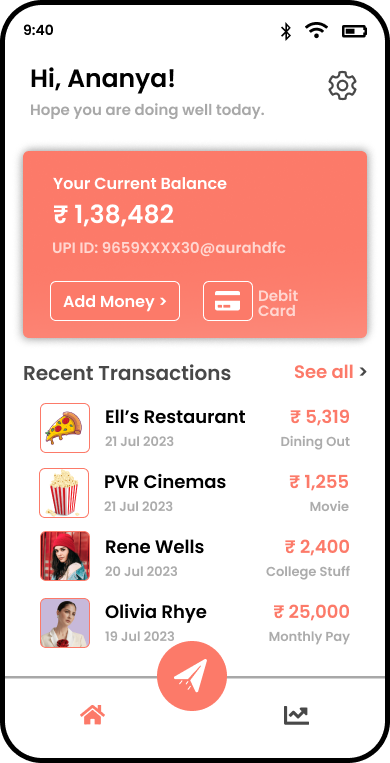 9:40
Hi, Ananya!
Hope you are doing well today.
Your Current Balance
₹ 1,38,482
UPI ID: 9659XXXX30@aurahdfc
Add Money >
Debit
Card
Recent Transactions
See all >
Ell’s Restaurant
₹ 5,319
21 Jul 2023
Dining Out
PVR Cinemas
₹ 1,255
21 Jul 2023
Movie
Rene Wells
₹ 2,400
20 Jul 2023
College Stuff
Olivia Rhye
₹ 25,000
19 Jul 2023
Monthly Pay